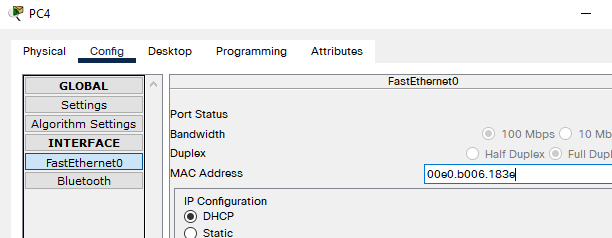 PC4
Physical Config Desktop Programming Attributes
GLOBAL
Settings
Algorithm Settings
INTERFACE
FastEthernet0
Bluetooth
FastEthernet0
Port Status
Bandwidth 100 Mbps 10 Mb
Duplex Half Duplex Full Dupl
MAC Address 00e0.b006.183e
IP Configuration
DHCP
Static